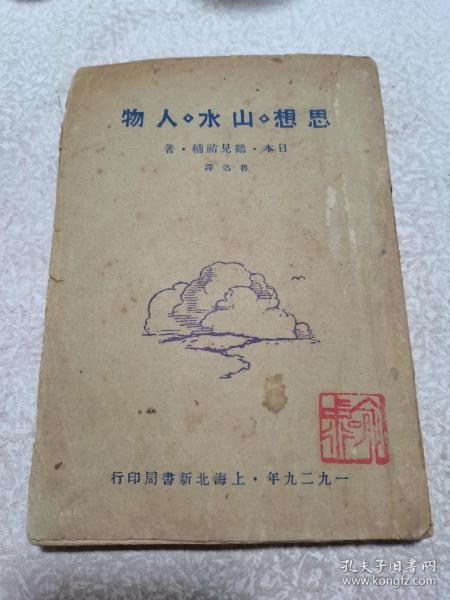 思想◇山水◇人物
日本·鶴見祐輔·著
魯迅譯
一九二九年·上海北新書局印行
孔夫子旧书网
www.kongfz.com